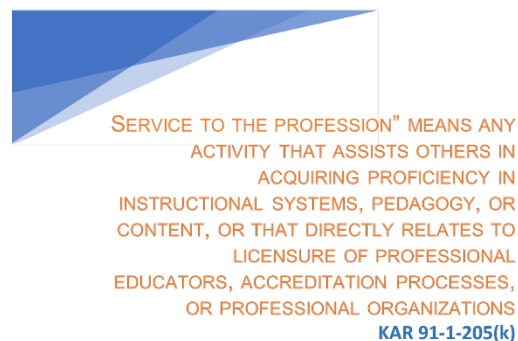 SERVICE TO THE PROFESSION” MEANS ANY
ACTIVITY THAT ASSISTS OTHERS IN
ACQUIRING PROFICIENCY IN
INSTRUCTIONAL SYSTEMS, PEDAGOGY, OR
CONTENT, OR THAT DIRECTLY RELATES TO
LICENSURE OF PROFESSIONAL
EDUCATORS, ACCREDITATION PROCESSES,
OR PROFESSIONAL ORGANIZATIONS
KAR 91-1-205(k)